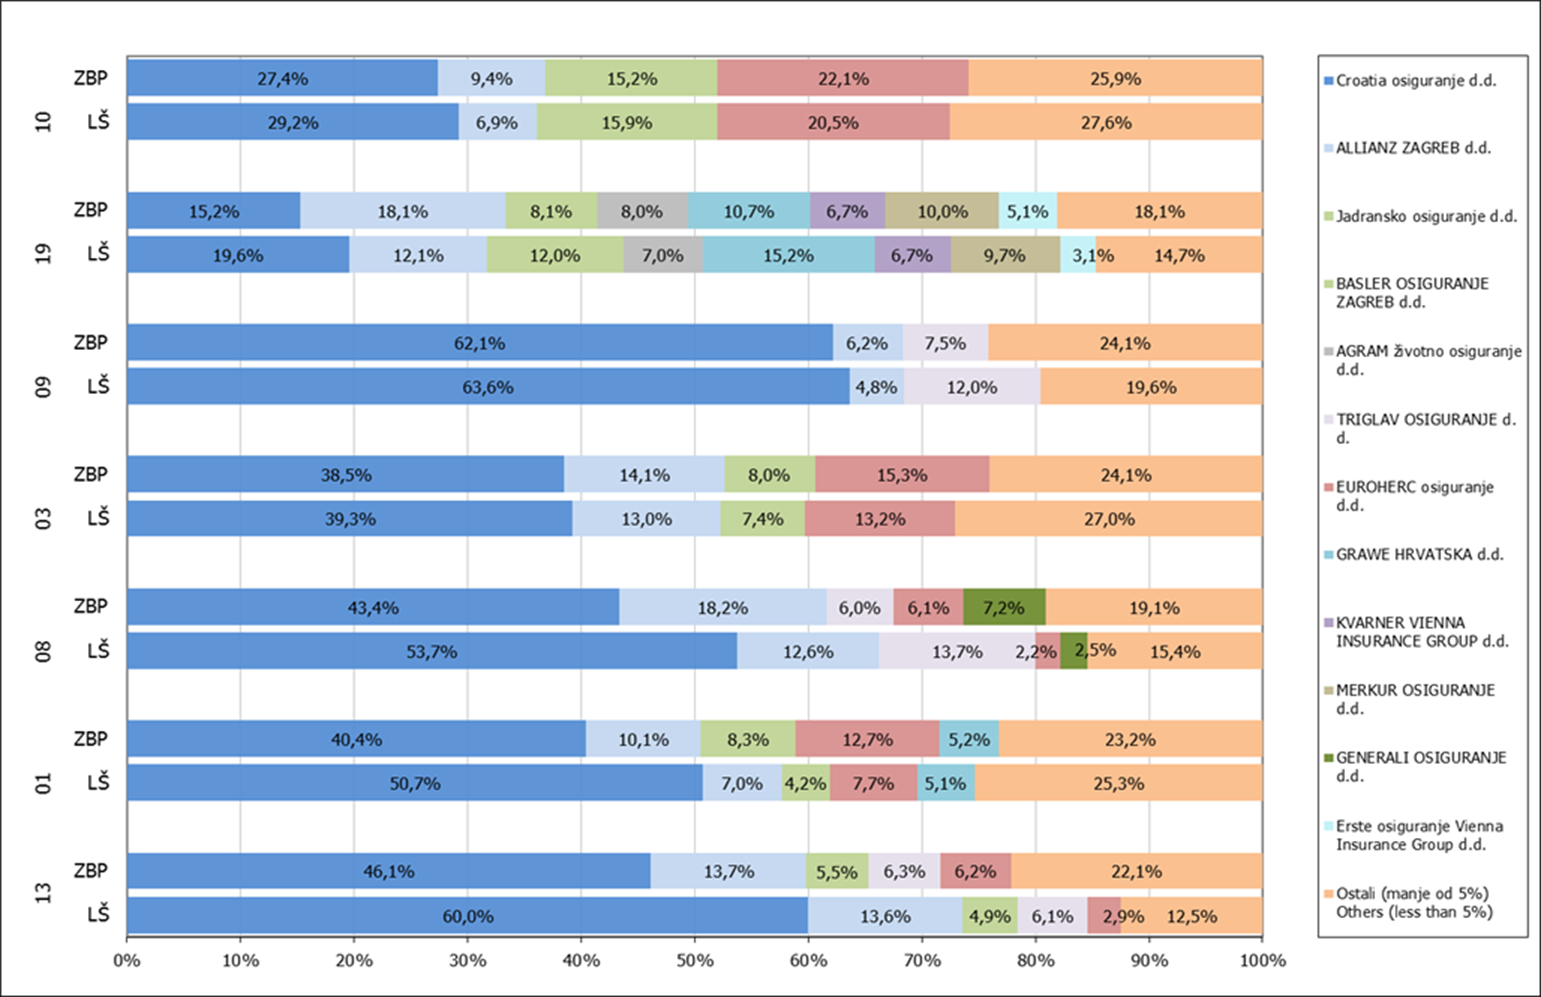 10
ZBP 27,4% 9,4% 15,2% 22,1% 25,9%
LŠ 29,2% 6,9% 15,9% 20,5% 27,6%
19
ZBP 15,2% 18,1% 8,1% 8,0% 10,7% 6,7% 10,0% 5,1% 18,1%
LŠ 19,6% 12,1% 12,0% 7,0% 15,2% 6,7% 9,7% 3,1% 14,7%
09
ZBP 62,1% 6,2% 7,5% 24,1%
LŠ 63,6% 4,8% 12,0% 19,6%
03
ZBP 38,5% 14,1% 8,0% 15,3% 24,1%
LŠ 39,3% 13,0% 7,4% 13,2% 27,0%
08
ZBP 43,4% 18,2% 6,0% 6,1% 7,2% 19,1%
LŠ 53,7% 12,6% 13,7% 2,2% 2,5% 15,4%
01
ZBP 40,4% 10,1% 8,3% 12,7% 5,2% 23,2%
LŠ 50,7% 7,0% 4,2% 7,7% 5,1% 25,3%
13
ZBP 46,1% 13,7% 5,5% 6,3% 6,2% 22,1%
LŠ 60,0% 13,6% 4,9% 6,1% 2,9% 12,5%
0% 10% 20% 30% 40% 50% 60% 70% 80% 90% 100%
Croatia osiguranje d.d.
ALLIANZ ZAGREB d.d.
Jadransko osiguranje d.d.
BASLER OSIGURANJE
ZAGREB d.d.
AGRAM životno osiguranje
d.d.
TRIGLAV OSIGURANJE d.
d.
EUROHERC osiguranje
d.d.
GRAWE HRVATSKA d.d.
KVARNER VIENNA
INSURANCE GROUP d.d.
MERKUR OSIGURANJE
d.d.
GENERALI OSIGURANJE
d.d.
Erste osiguranje Vienna
Insurance Group d.d.
Ostali (manje od 5%)
Others (less than 5%)